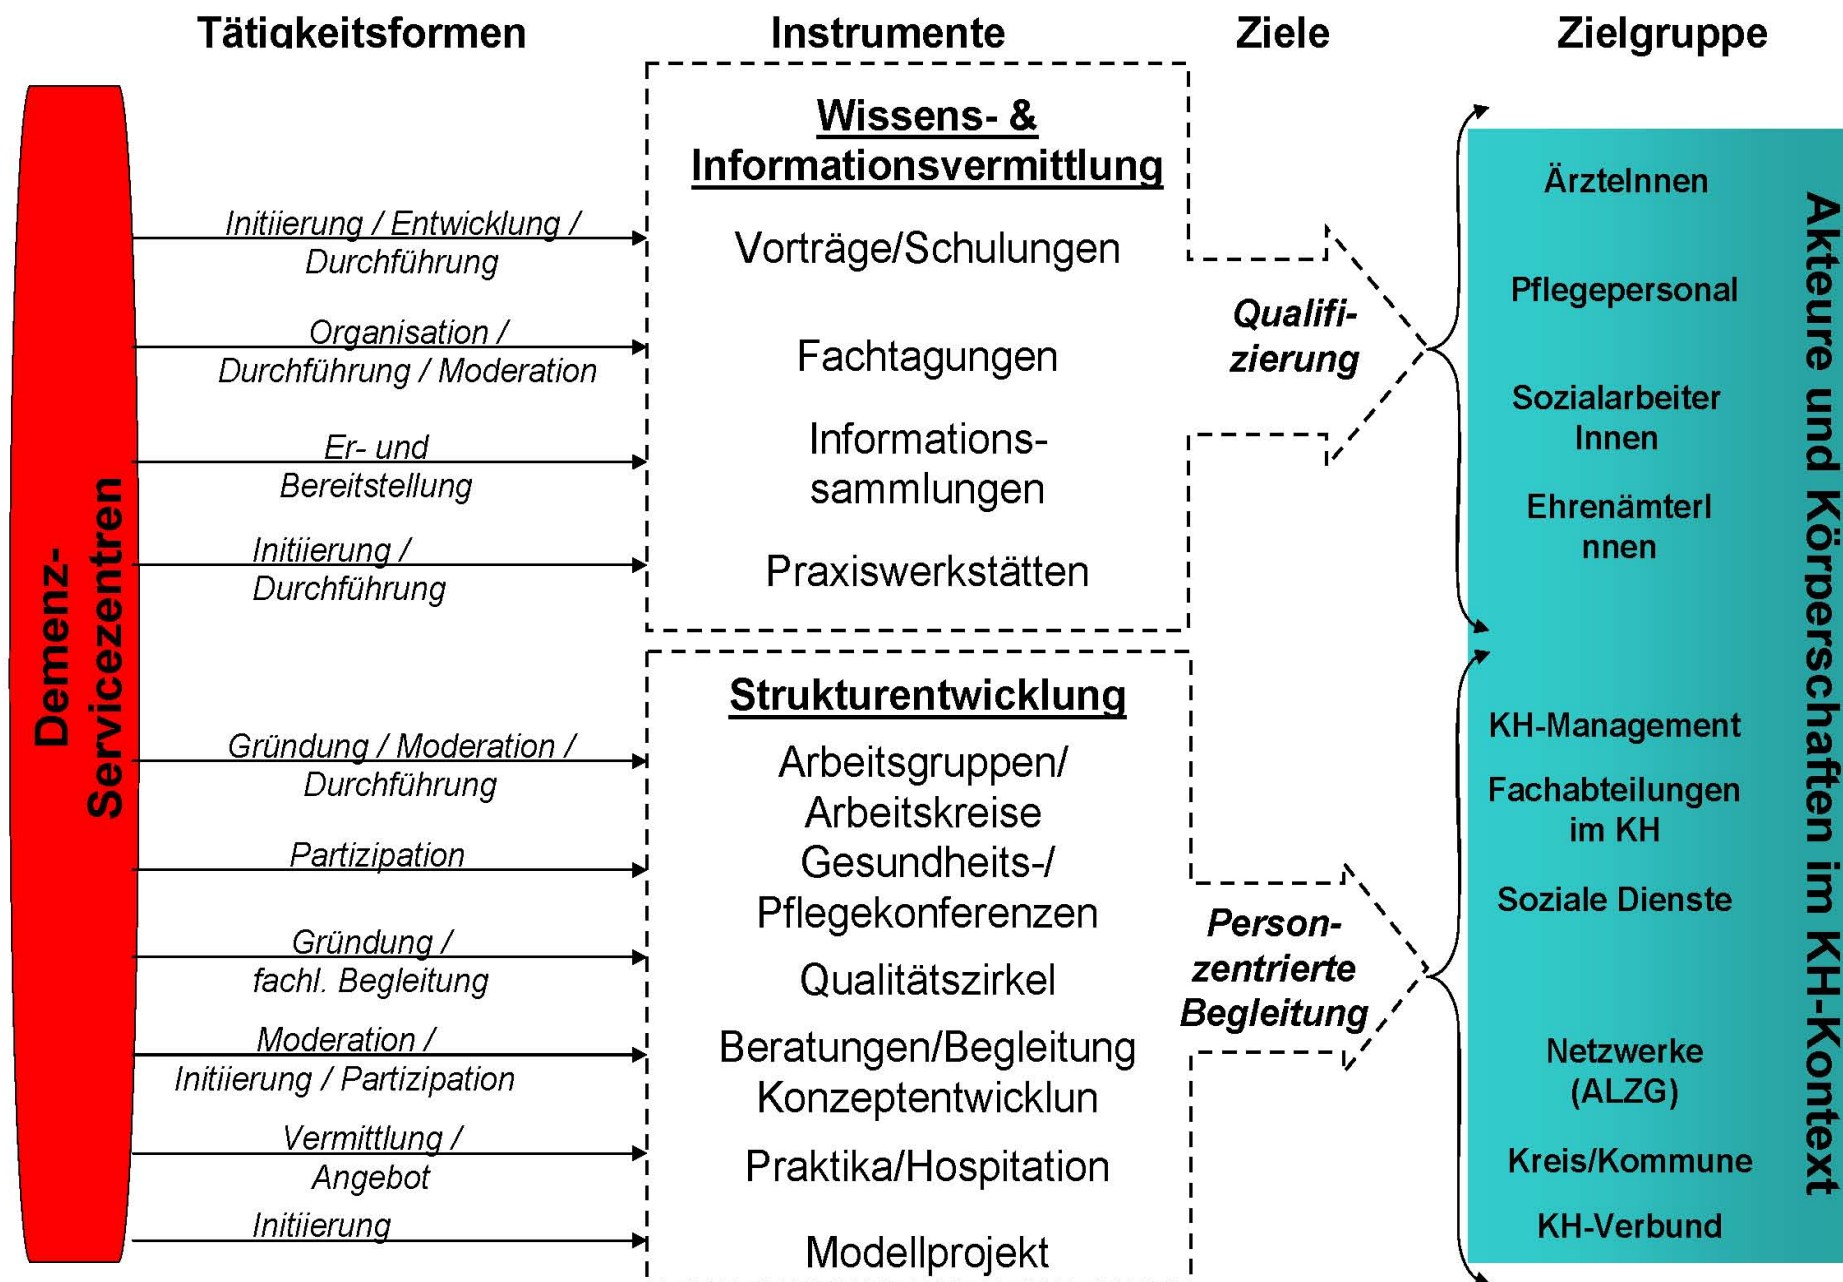 Tätigkeitsformen
Instrumente
Ziele
Zielgruppe
Demenz-
Servicezentren
Initiierung / Entwicklung /
Durchführung
Organisation /
Durchführung / Moderation
Er- und
Bereitstellung
Initiierung /
Durchführung
Gründung / Moderation /
Durchführung
Partizipation
Gründung /
fachl. Begleitung
Moderation /
Initiierung / Partizipation
Vermittlung /
Angebot
Initiierung
Wissens- &
Informationsvermittlung
Vorträge/Schulungen
Fachtagungen
Informations-
sammlungen
Praxiswerkstätten
Strukturentwicklung
Arbeitsgruppen/
Arbeitskreise
Gesundheits-/
Pflegekonferenzen
Qualitätszirkel
Beratungen/Begleitung
Konzeptentwicklun
Praktika/Hospitation
Modellprojekt
Qualifi-
zierung
Person-
zentrierte
Begleitung
ÄrzteInnen
Pflegepersonal
Sozialarbeiter
Innen
EhrenämterI
nnen
KH-Management
Fachabteilungen
im KH
Soziale Dienste
Netzwerke
(ALZG)
Kreis/Kommune
KH-Verbund
Akteure und Körperschaften im KH-Kontext